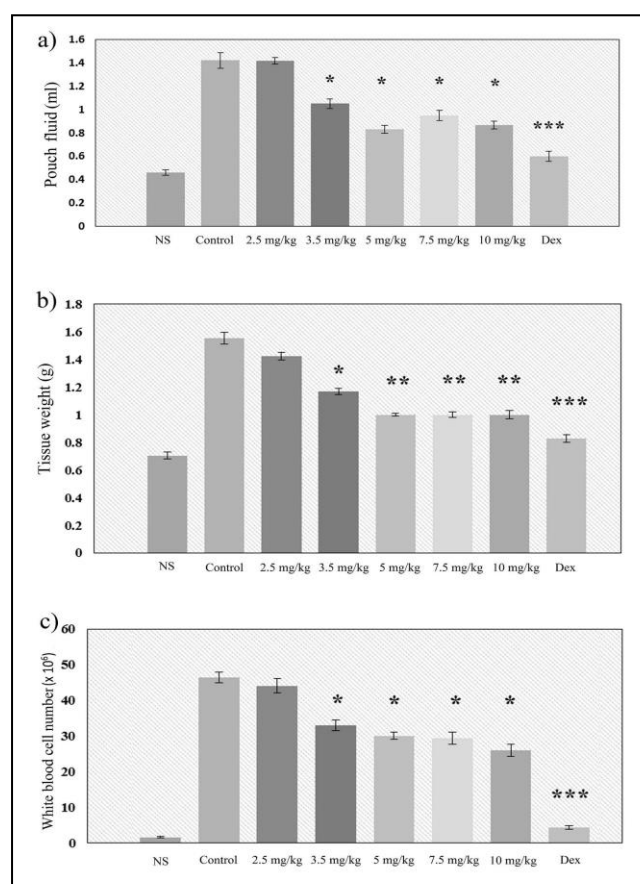 a)
Pouch fluid (ml)
1.6
1.4
1.2
1
0.8
0.6
0.4
0.2
0
* * * * ***
NS Control 2.5 mg/kg 3.5 mg/kg 5 mg/kg 7.5 mg/kg 10 mg/kg Dex
b)
Tissue weight (g)
1.8
1.6
1.4
1.2
1
0.8
0.6
0.4
0.2
0
* ** ** ** ***
NS Control 2.5 mg/kg 3.5 mg/kg 5 mg/kg 7.5 mg/kg 10 mg/kg Dex
c)
White blood cell number (x 10⁶)
60
50
40
30
20
10
0
* * * * ***
NS Control 2.5 mg/kg 3.5 mg/kg 5 mg/kg 7.5 mg/kg 10 mg/kg Dex